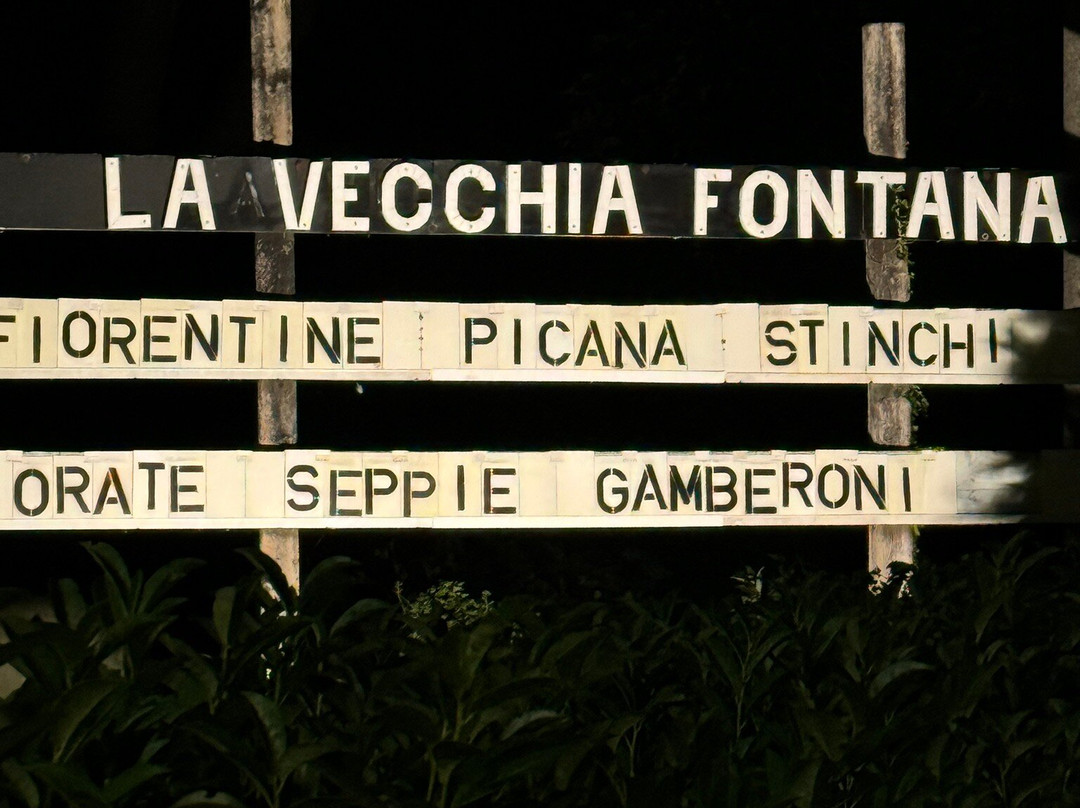 LA VECCHIA FONTANA
FIORENTINE PICANA STINCHI
ORATE SEPPIE GAMBERONI